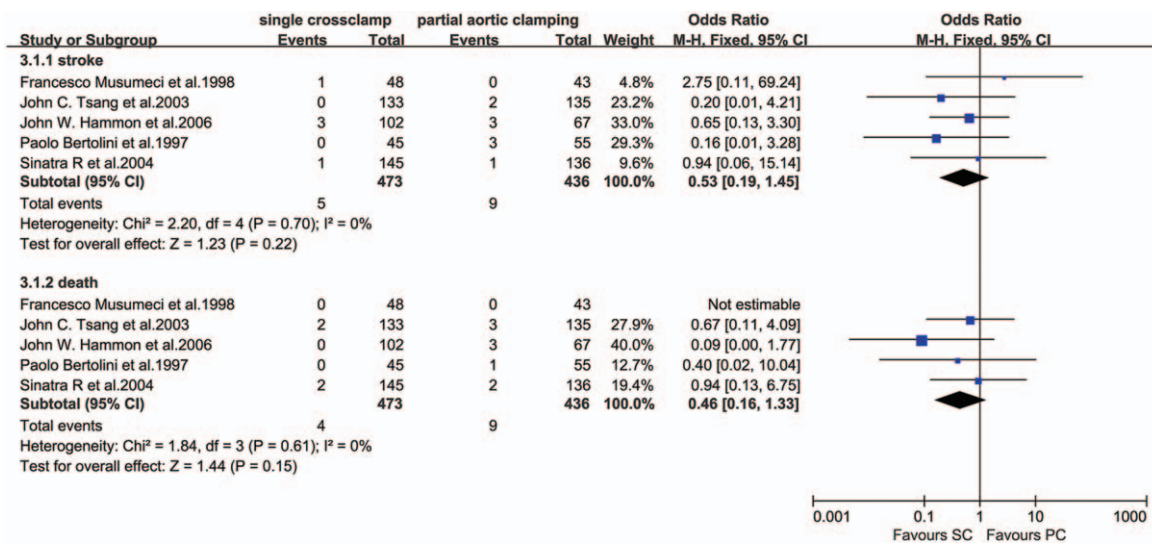 single crossclamp partial aortic clamping Odds Ratio Odds Ratio
Study or Subgroup Events Total Events Total Weight M-H, Fixed, 95% CI M-H, Fixed, 95% CI
3.1.1 stroke
Francesco Musumeci et al.1998 1 48 0 43 4.8% 2.75 [0.11, 69.24]
John C. Tsang et al.2003 0 133 2 135 23.2% 0.20 [0.01, 4.21]
John W. Hammon et al.2006 3 102 3 67 33.0% 0.65 [0.13, 3.30]
Paolo Bertolini et al.1997 0 45 3 55 29.3% 0.16 [0.01, 3.28]
Sinatra R et al.2004 1 145 1 136 9.6% 0.94 [0.06, 15.14]
Subtotal (95% CI) 473 436 100.0% 0.53 [0.19, 1.45]
Total events 5 9
Heterogeneity: Chi² = 2.20, df = 4 (P = 0.70); I² = 0%
Test for overall effect: Z = 1.23 (P = 0.22)
3.1.2 death
Francesco Musumeci et al.1998 0 48 0 43 Not estimable
John C. Tsang et al.2003 2 133 3 135 27.9% 0.67 [0.11, 4.09]
John W. Hammon et al.2006 0 102 3 67 40.0% 0.09 [0.00, 1.77]
Paolo Bertolini et al.1997 0 45 1 55 12.7% 0.40 [0.02, 10.04]
Sinatra R et al.2004 2 145 2 136 19.4% 0.94 [0.13, 6.75]
Subtotal (95% CI) 473 436 100.0% 0.46 [0.16, 1.33]
Total events 4 9
Heterogeneity: Chi² = 1.84, df = 3 (P = 0.61); I² = 0%
Test for overall effect: Z = 1.44 (P = 0.15)
0.001 0.1 1 10 1000
Favours SC Favours PC